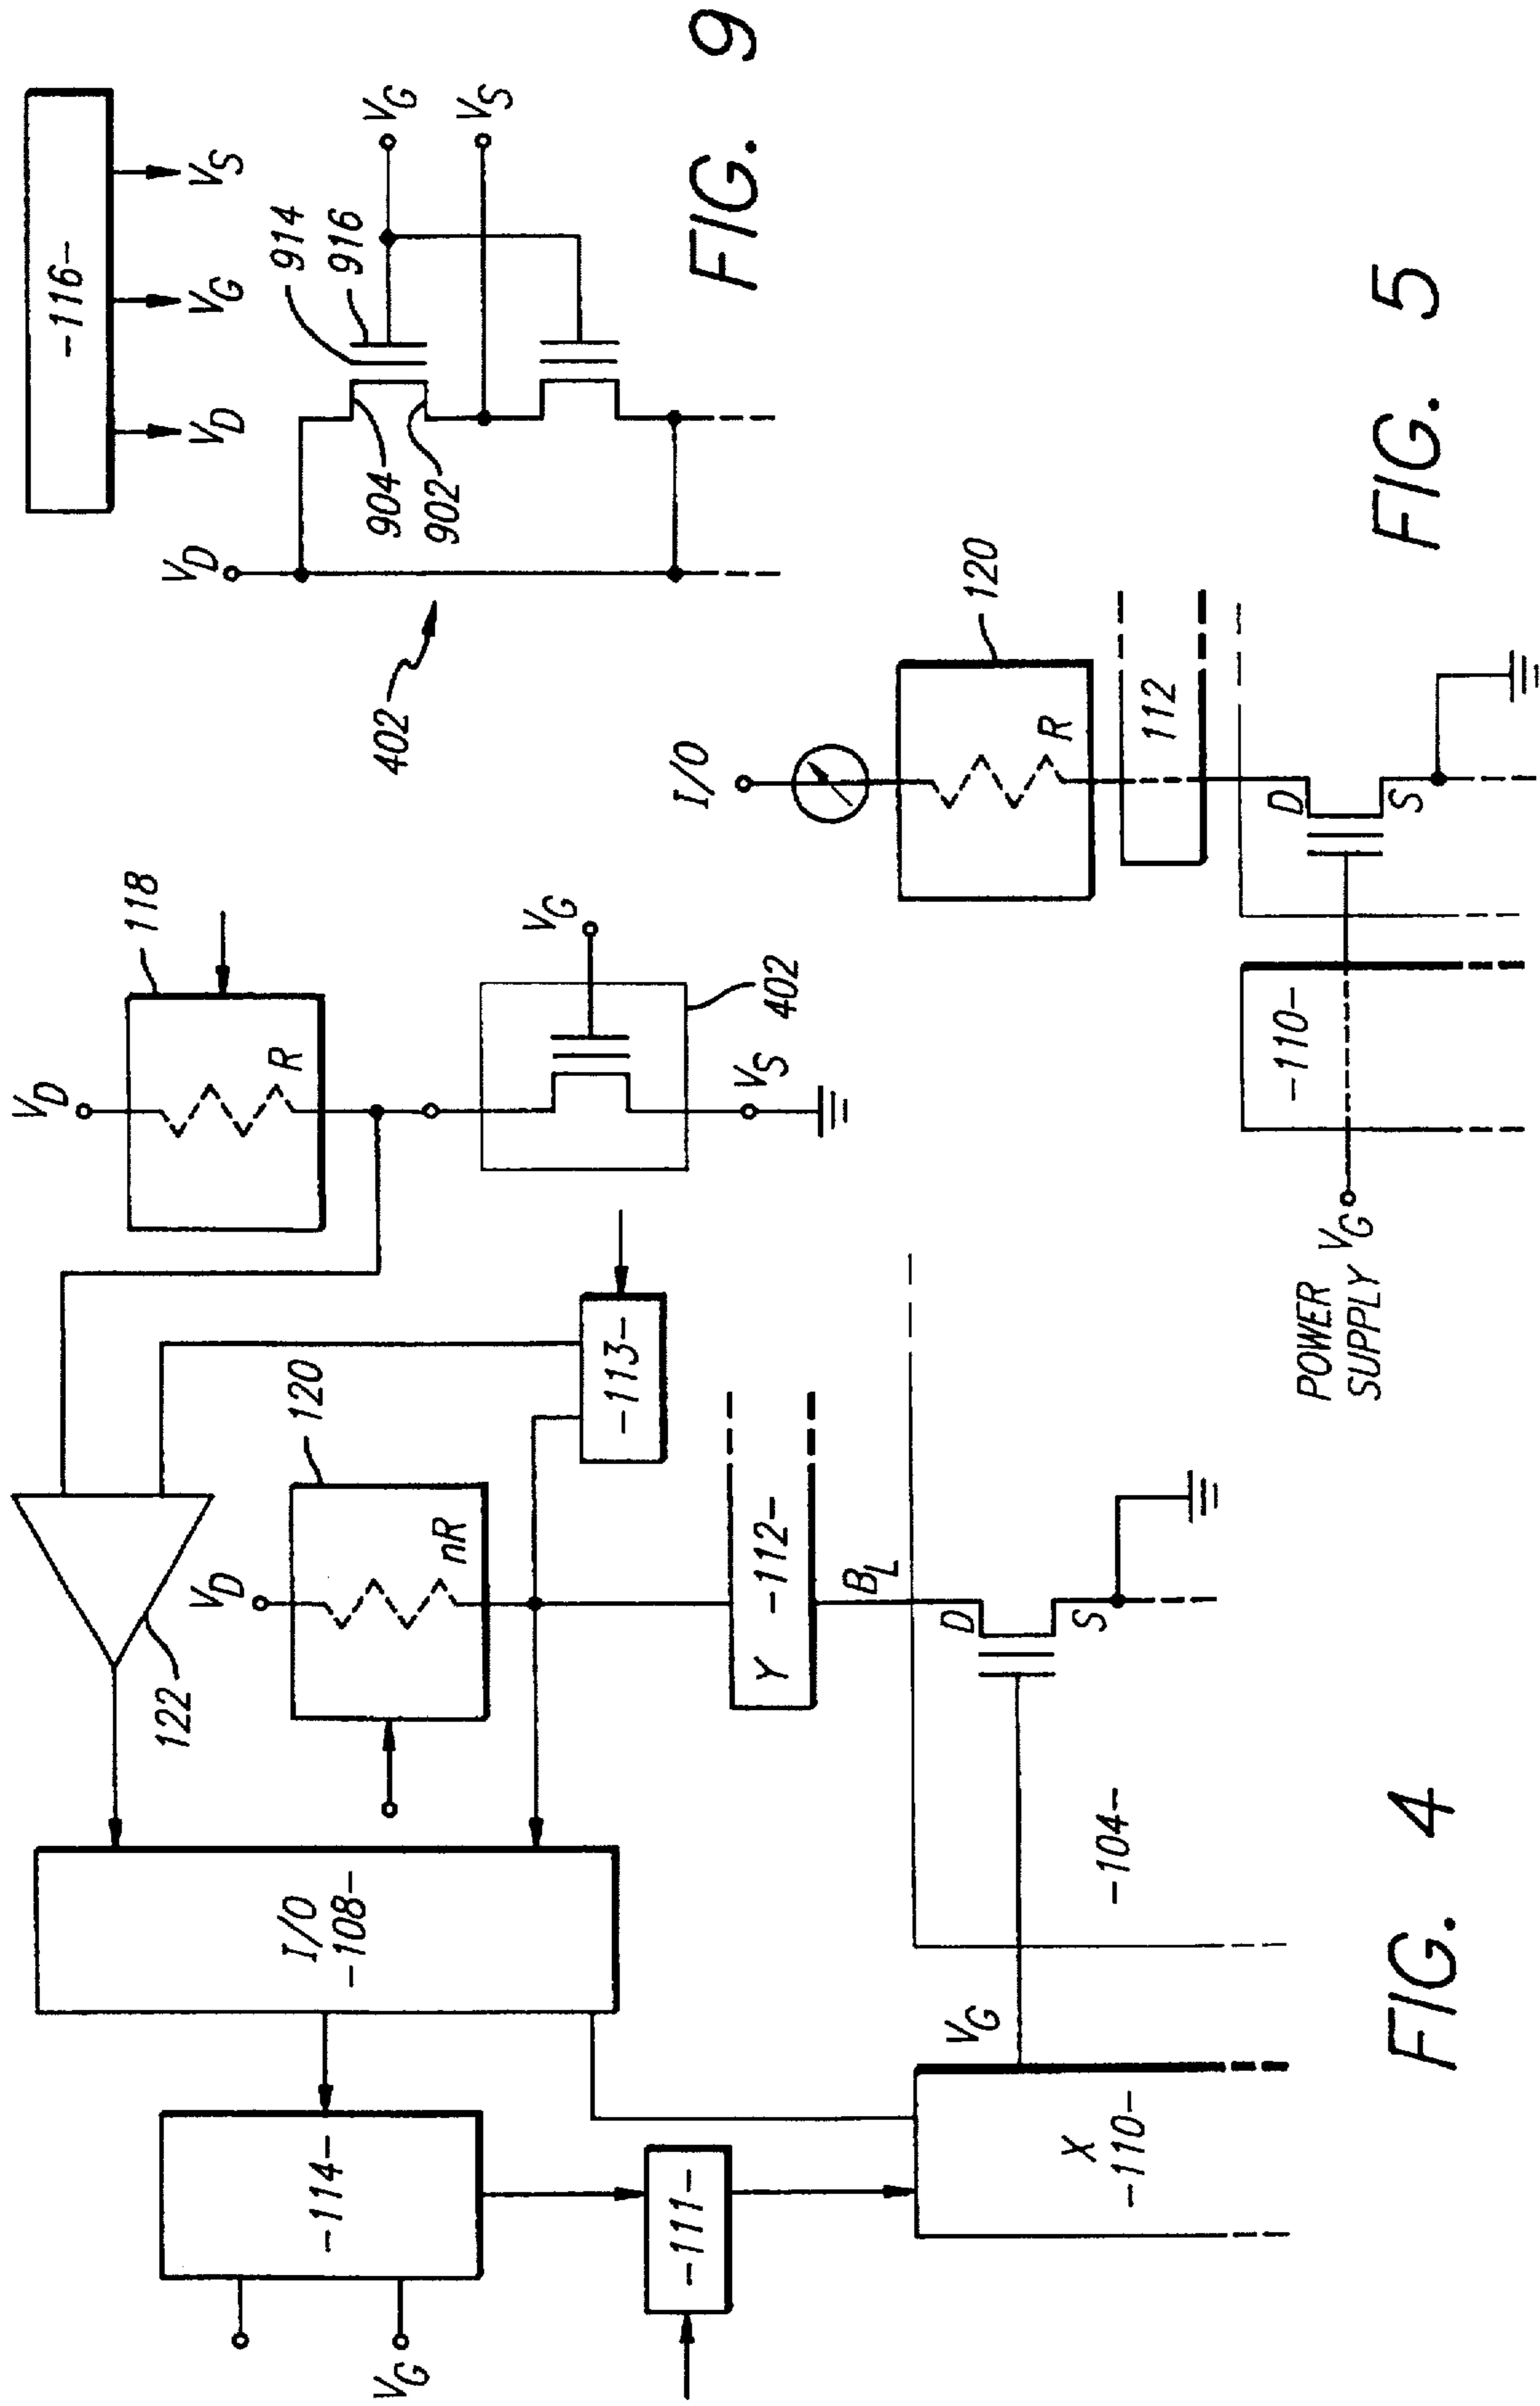 V_G
-114-
-111-
X
-110-
V_G
I/O
-108-
122
V_D
nR
120
-113-
Y -112-
B_L
D
S
-104-
V_D
R
118
V_G
402
V_S
FIG. 4
I/O
R
120
112
D
S
-110-
POWER
SUPPLY V_G
FIG. 5
-116-
V_D
V_G
V_S
V_D
402
904
902
914
916
V_G
V_S
FIG. 9